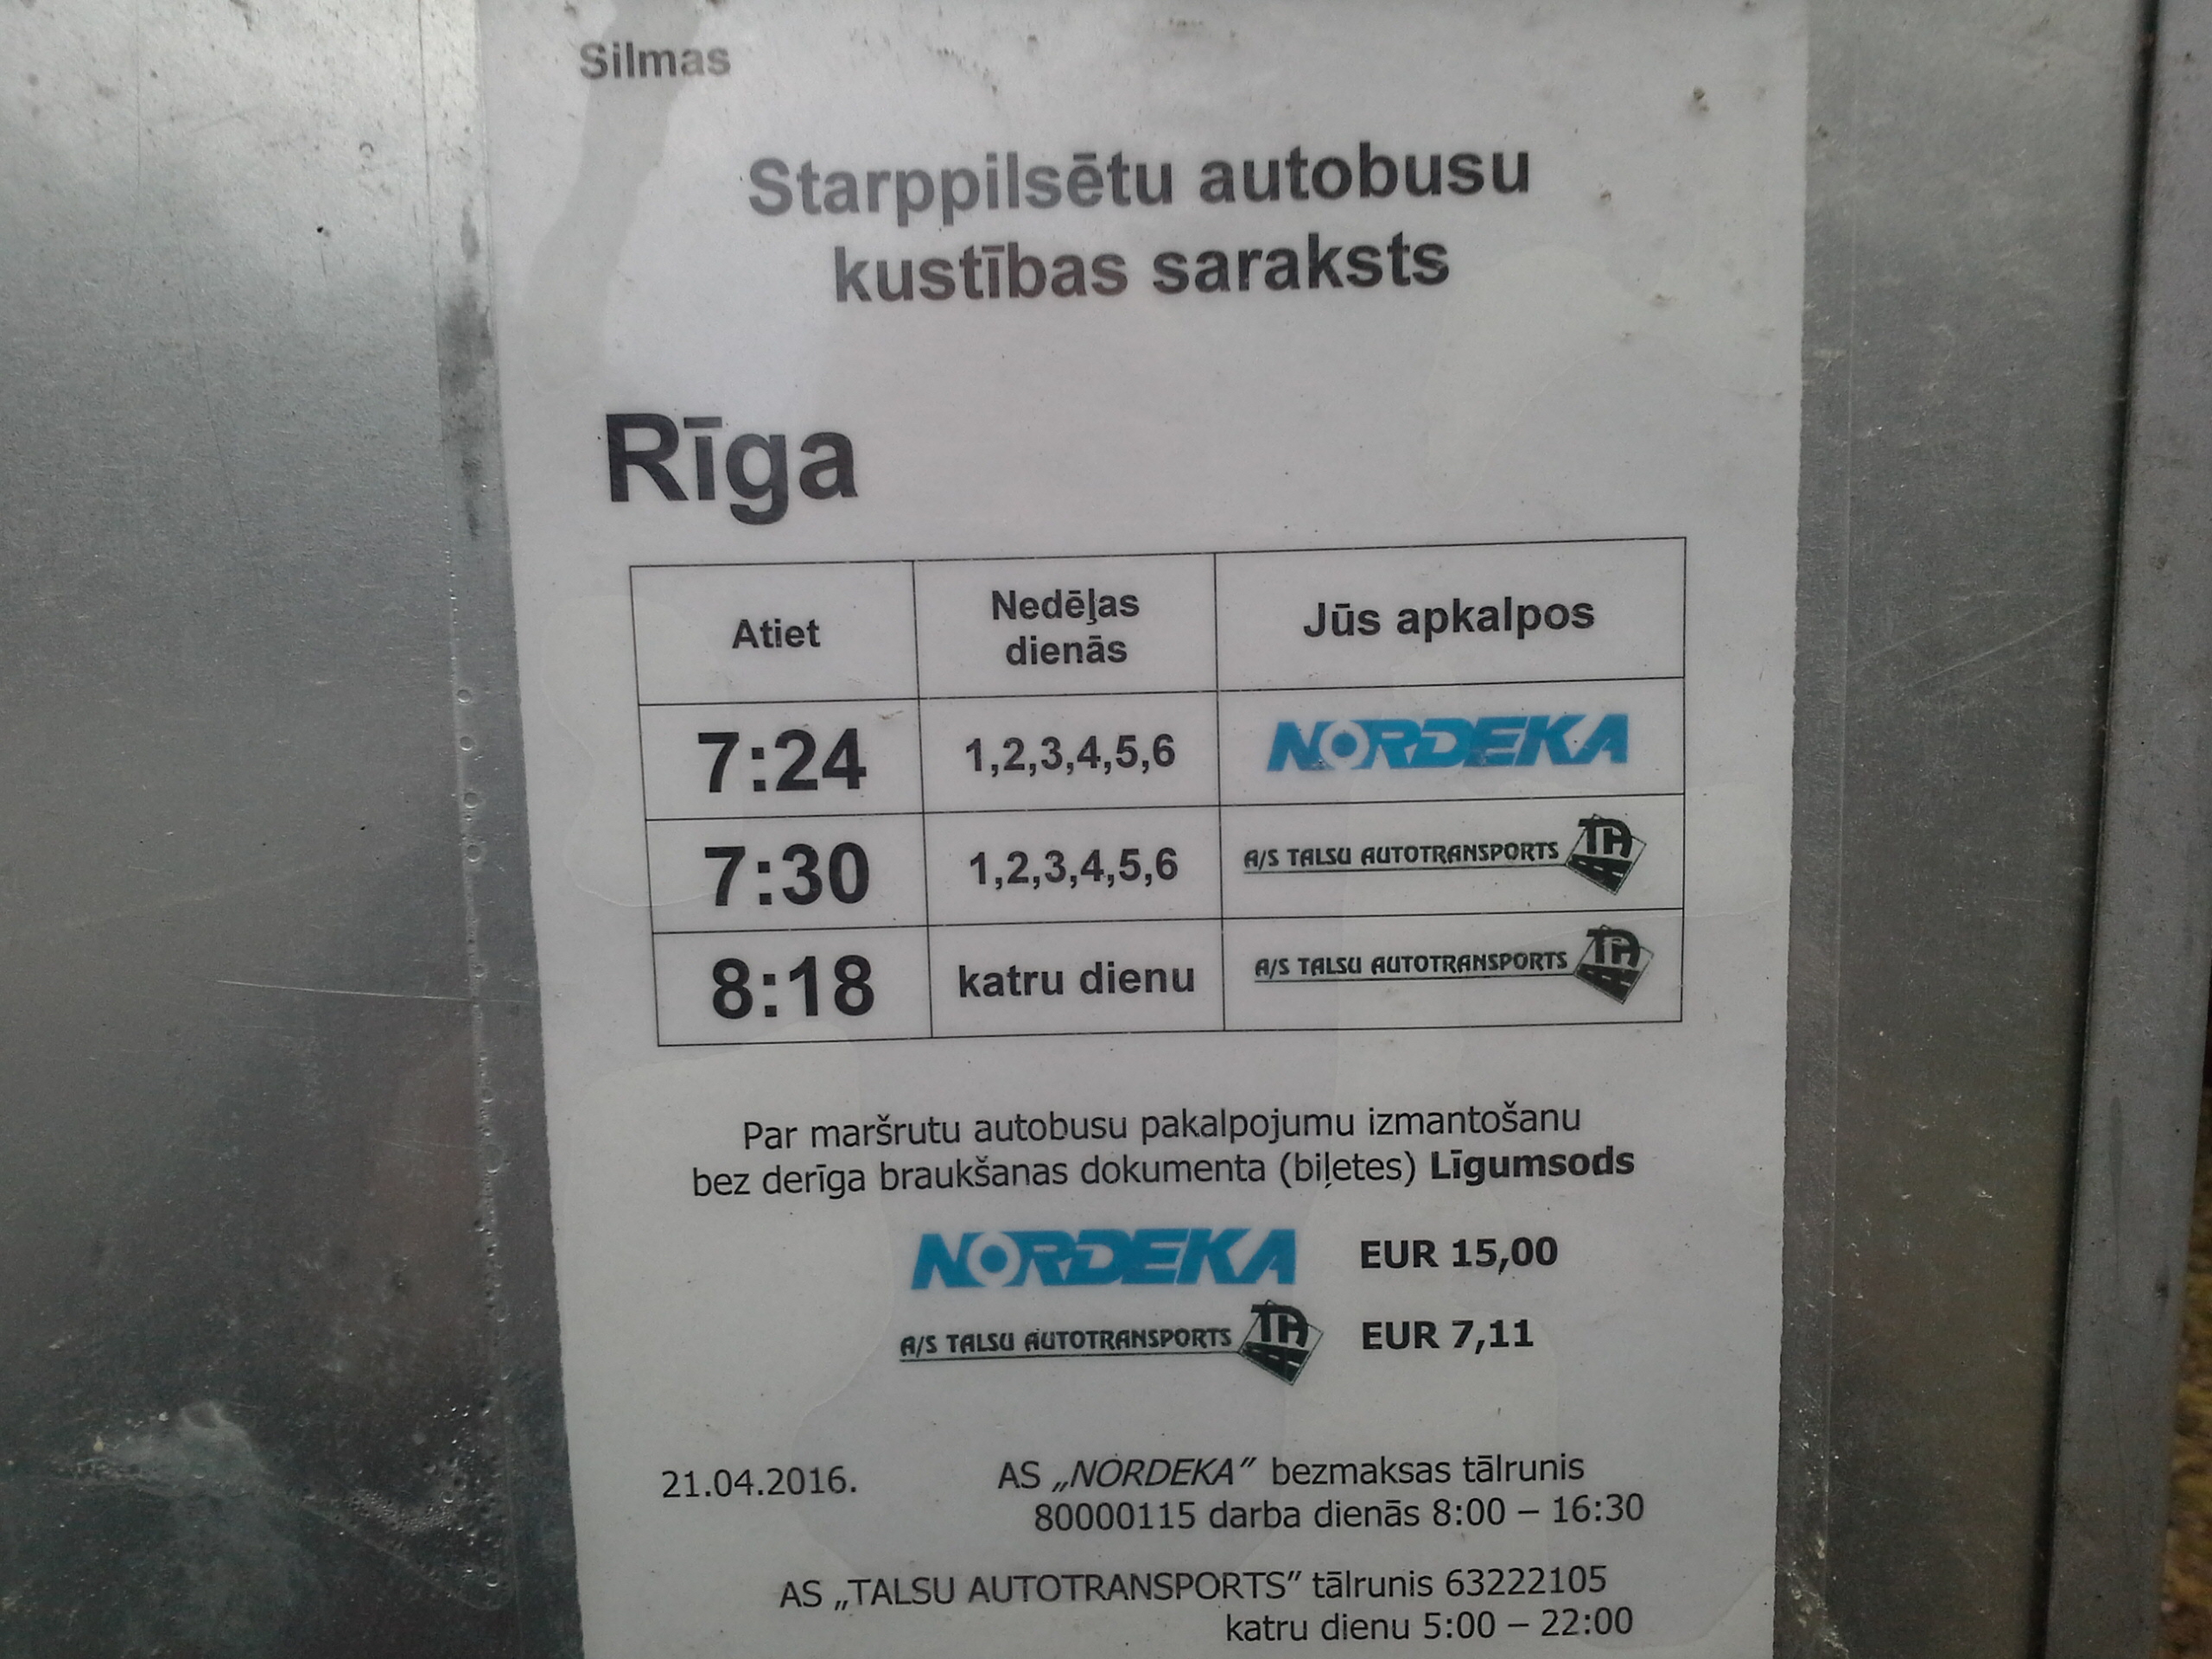 Silmas
Starppilsētu autobusu
kustības saraksts
Rīga
Atiet Nedēļas dienās Jūs apkalpos
7:24 1,2,3,4,5,6 NORDEKA
7:30 1,2,3,4,5,6 A/S TALSU AUTOTRANSPORTS TA
8:18 katru dienu A/S TALSU AUTOTRANSPORTS TA
Par maršrutu autobusu pakalpojumu izmantošanu
bez derīga braukšanas dokumenta (biļetes) Līgumsods
NORDEKA EUR 15,00
A/S TALSU AUTOTRANSPORTS TA EUR 7,11
21.04.2016. AS „NORDEKA” bezmaksas tālrunis
80000115 darba dienās 8:00 – 16:30
AS „TALSU AUTOTRANSPORTS” tālrunis 63222105
katru dienu 5:00 – 22:00